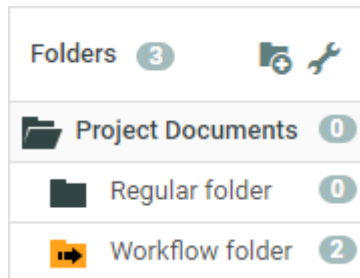 Folders 3
Project Documents 0
Regular folder 0
Workflow folder 2